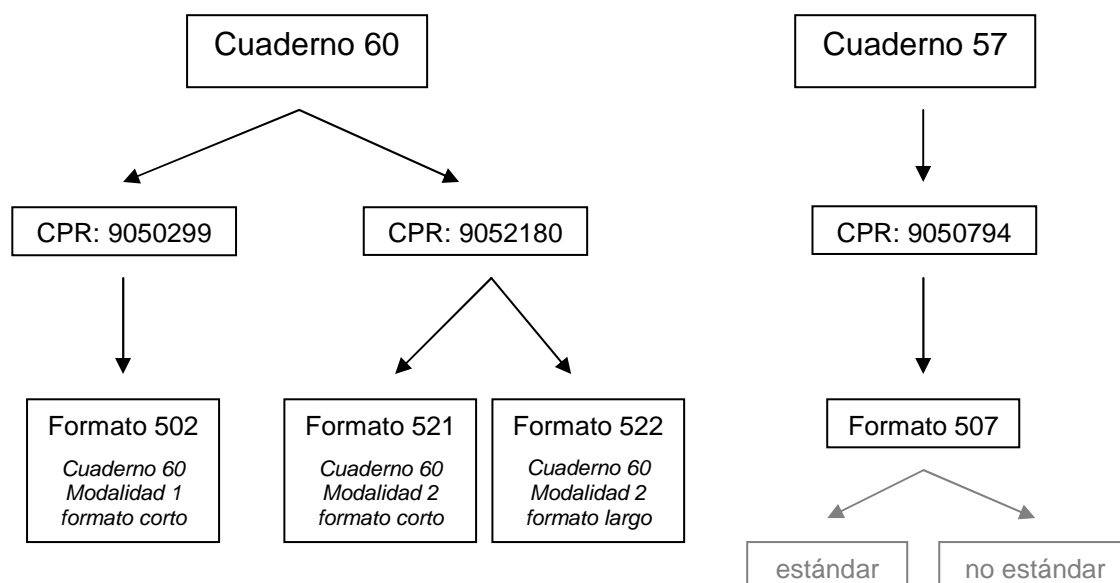 Cuaderno 60
Cuaderno 57
CPR: 9050299
CPR: 9052180
CPR: 9050794
Formato 502
Cuaderno 60
Modalidad 1
formato corto
Formato 521
Cuaderno 60
Modalidad 2
formato corto
Formato 522
Cuaderno 60
Modalidad 2
formato largo
Formato 507
estándar
no estándar